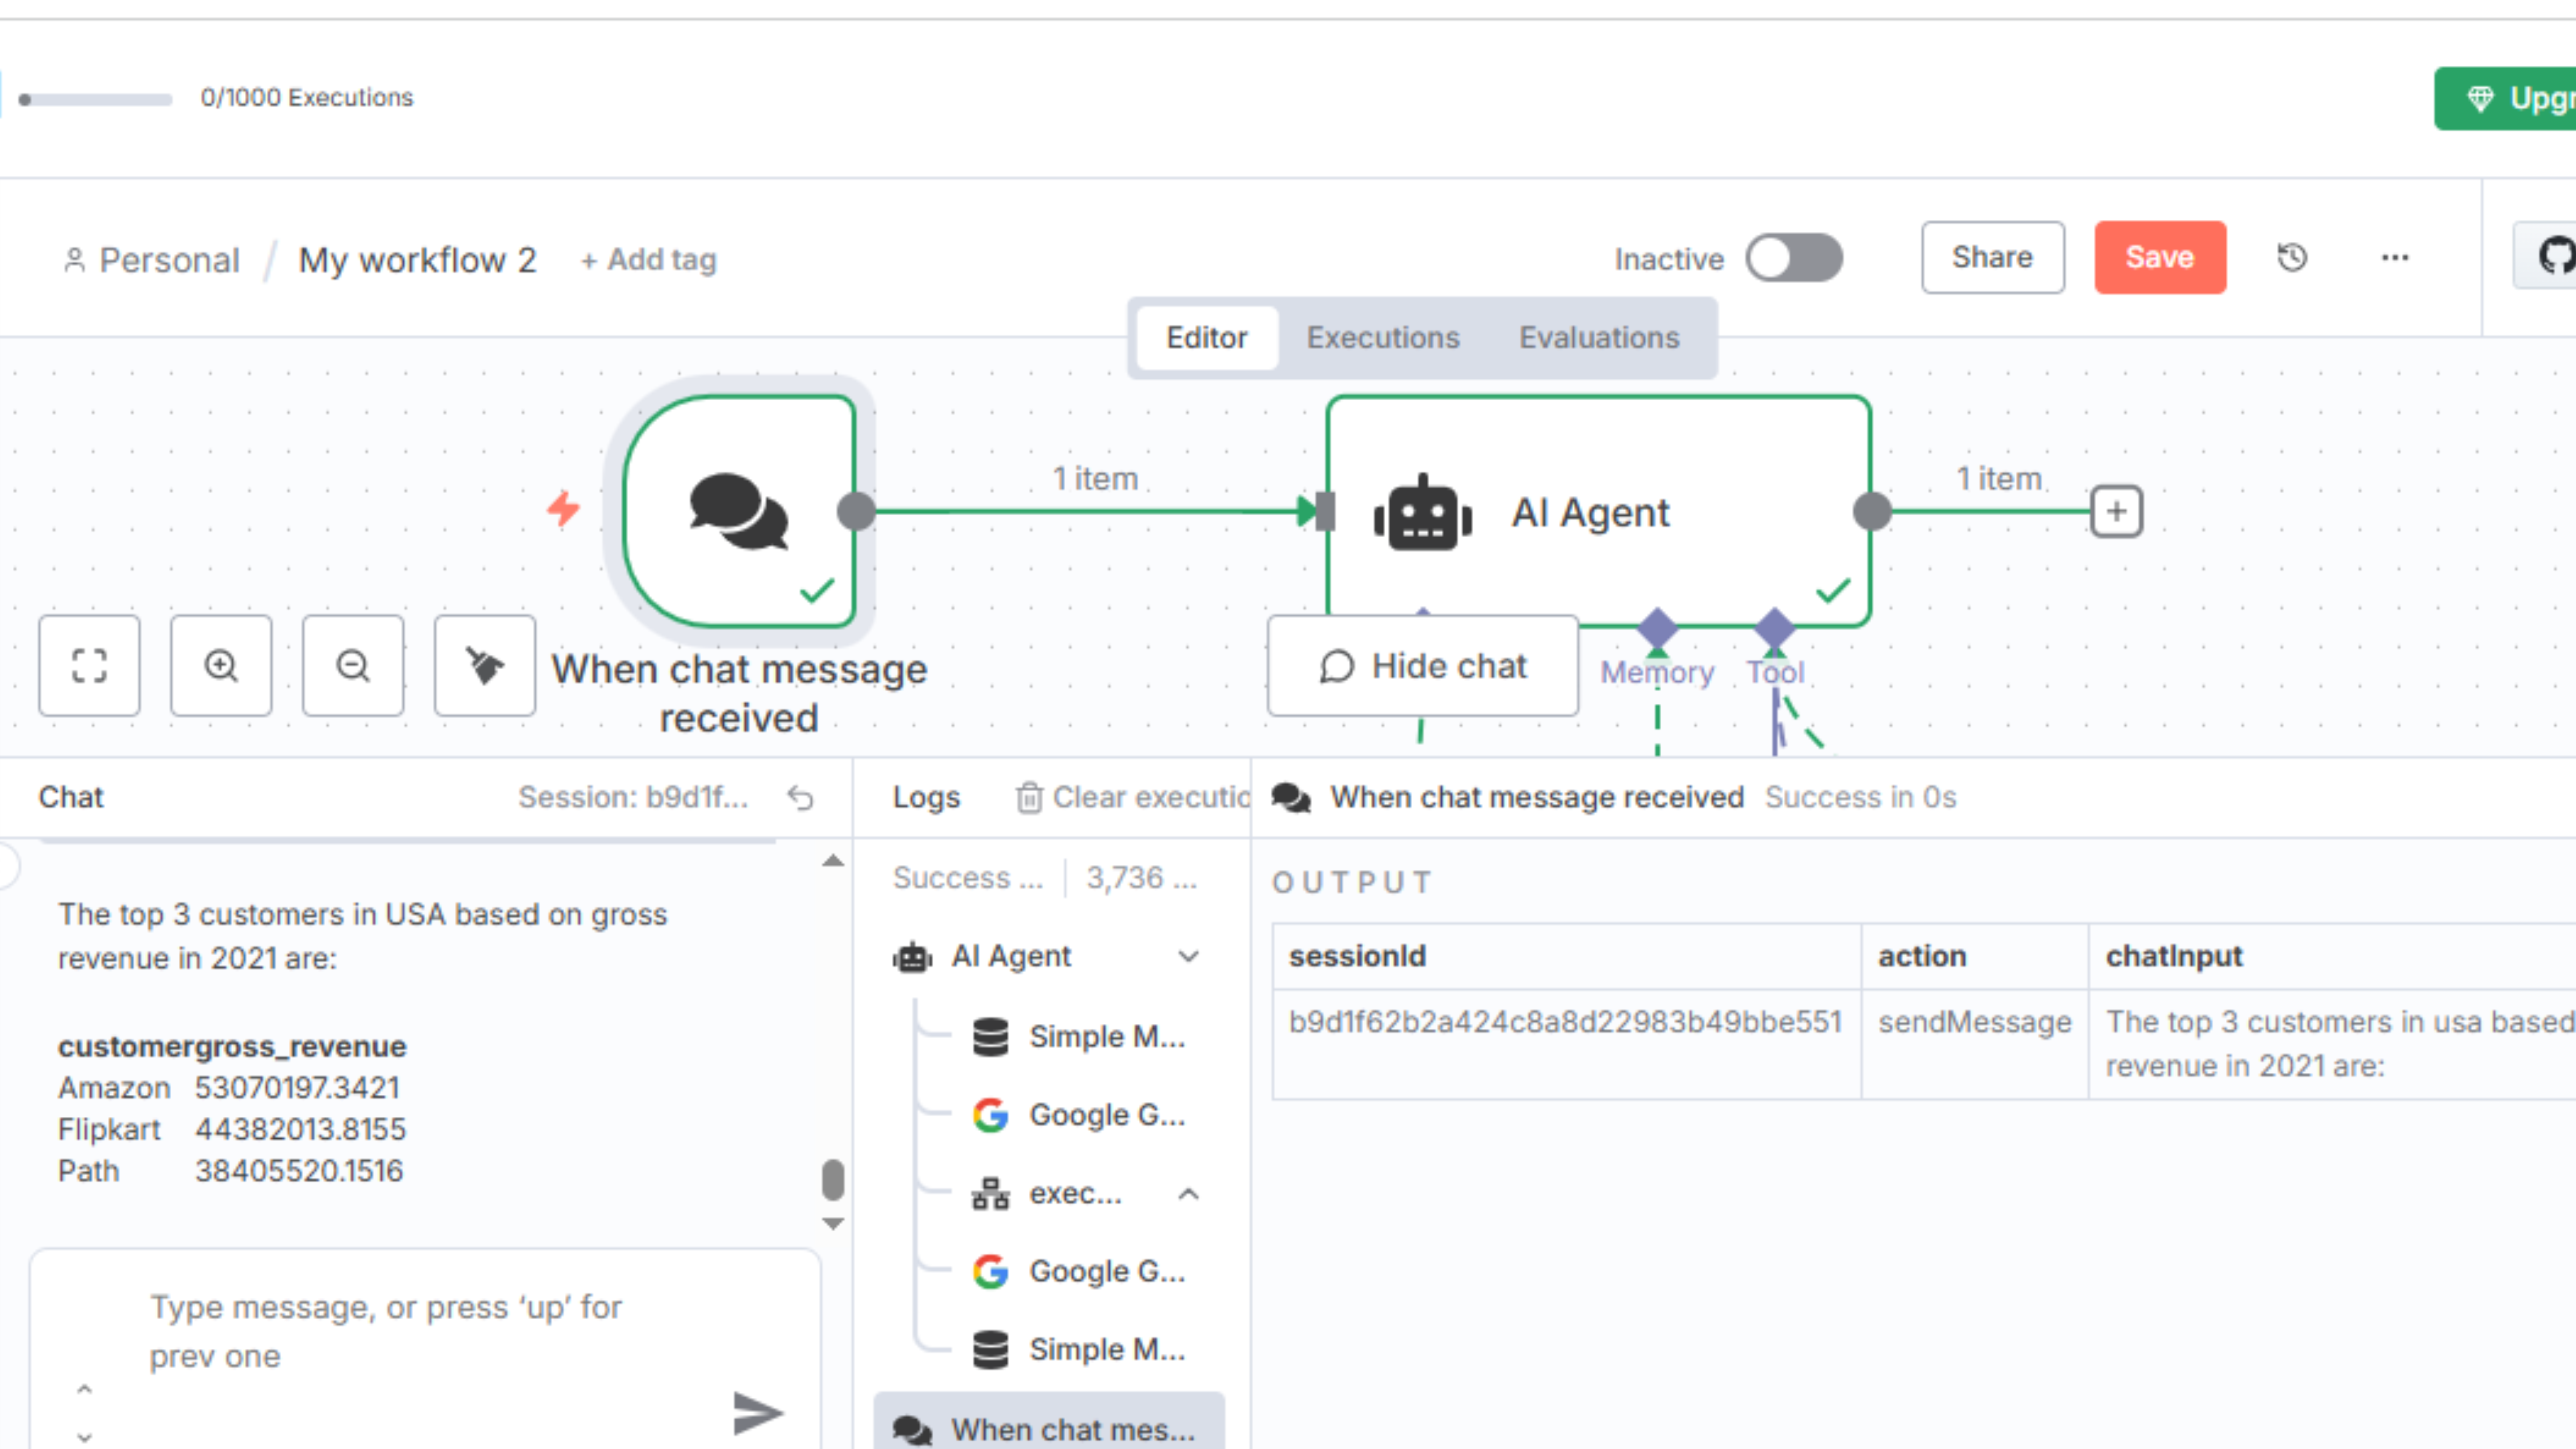 0/1000 Executions
Upgr
Personal / My workflow 2 + Add tag
Inactive
Share
Save
Editor Executions Evaluations
1 item
AI Agent
1 item
Hide chat
Memory Tool
When chat message
received
Chat
Session: b9d1f...
Logs
Clear executio
When chat message received Success in 0s
The top 3 customers in USA based on gross
revenue in 2021 are:
customergross_revenue
Amazon 53070197.3421
Flipkart 44382013.8155
Path 38405520.1516
Type message, or press ‘up’ for
prev one
Success ... 3,736 ...
AI Agent
Simple M...
Google G...
exec...
Google G...
Simple M...
When chat mes...
OUTPUT
sessionId action chatInput
b9d1f62b2a424c8a8d22983b49bbe551 sendMessage The top 3 customers in usa based
revenue in 2021 are: